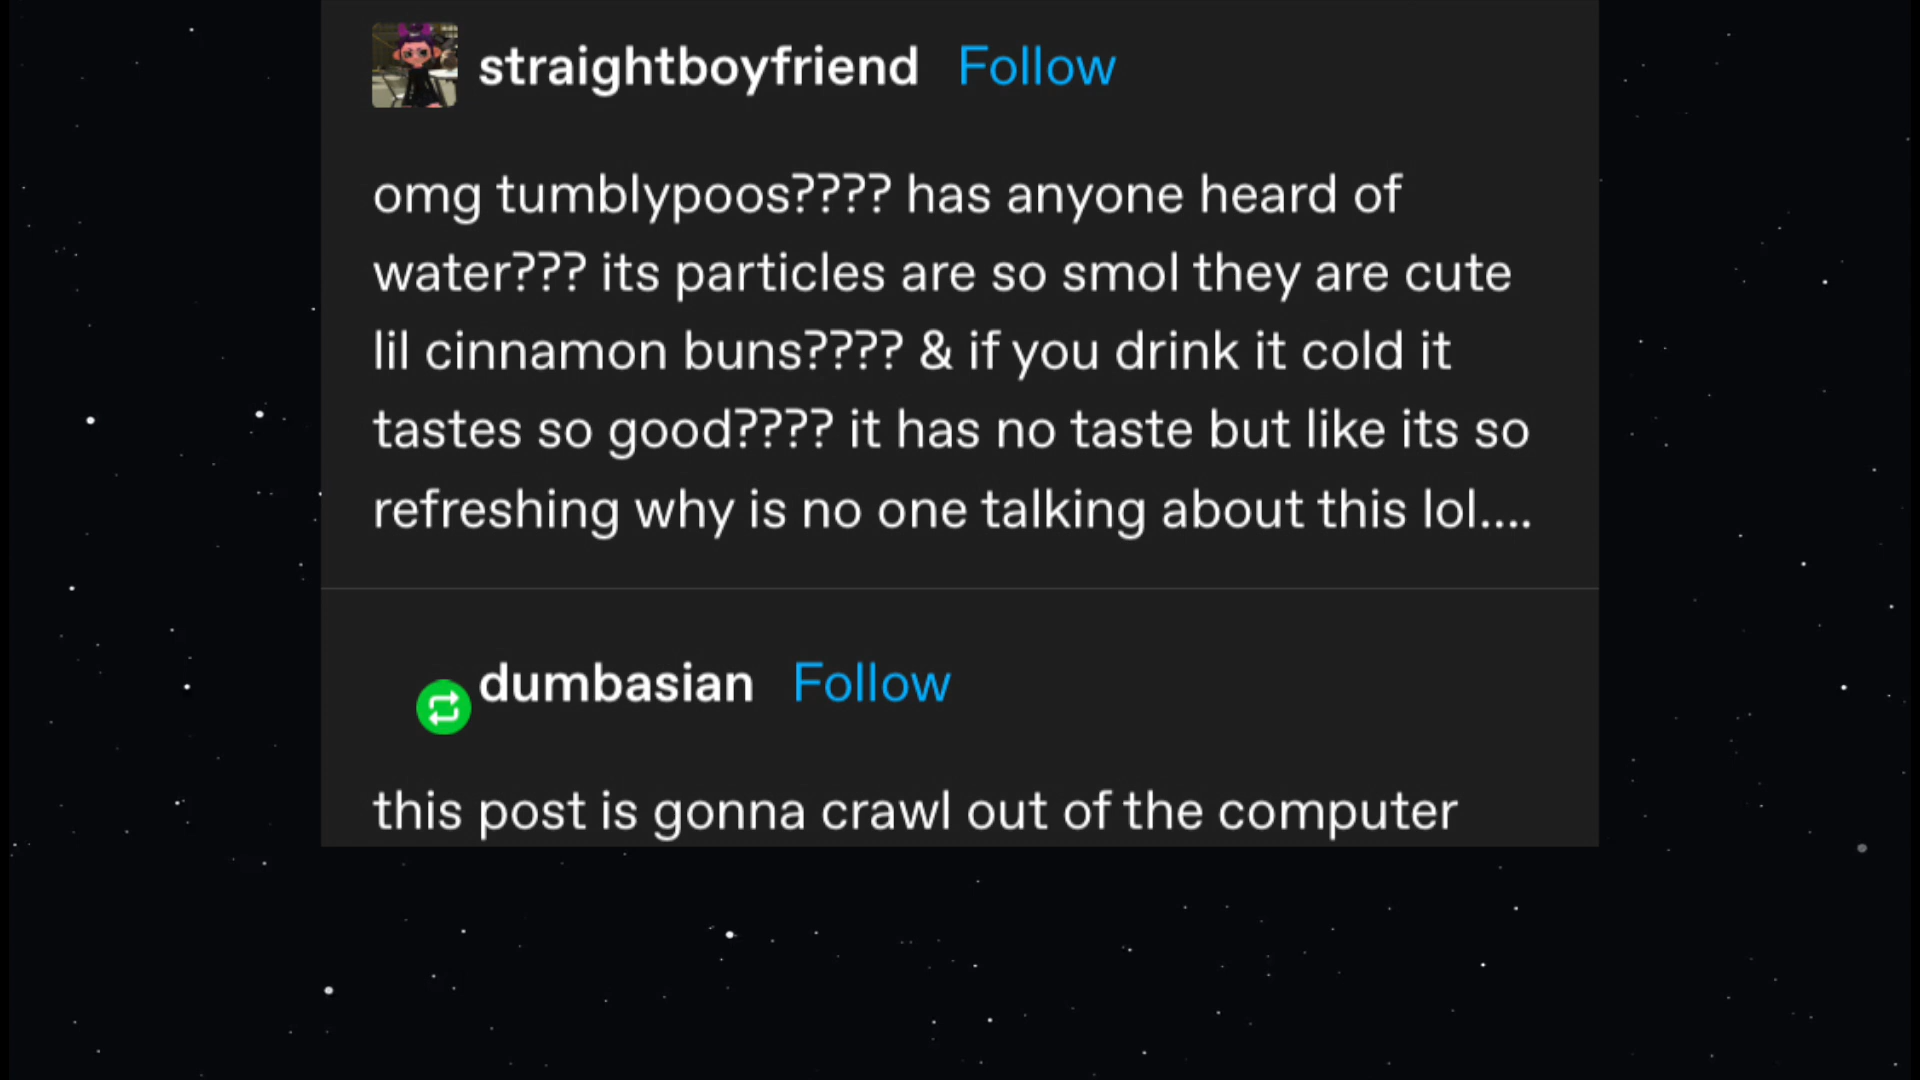 straightboyfriend Follow
omg tumblypoos???? has anyone heard of
water??? its particles are so smol they are cute
lil cinnamon buns???? & if you drink it cold it
tastes so good???? it has no taste but like its so
refreshing why is no one talking about this lol....
dumbasian Follow
this post is gonna crawl out of the computer